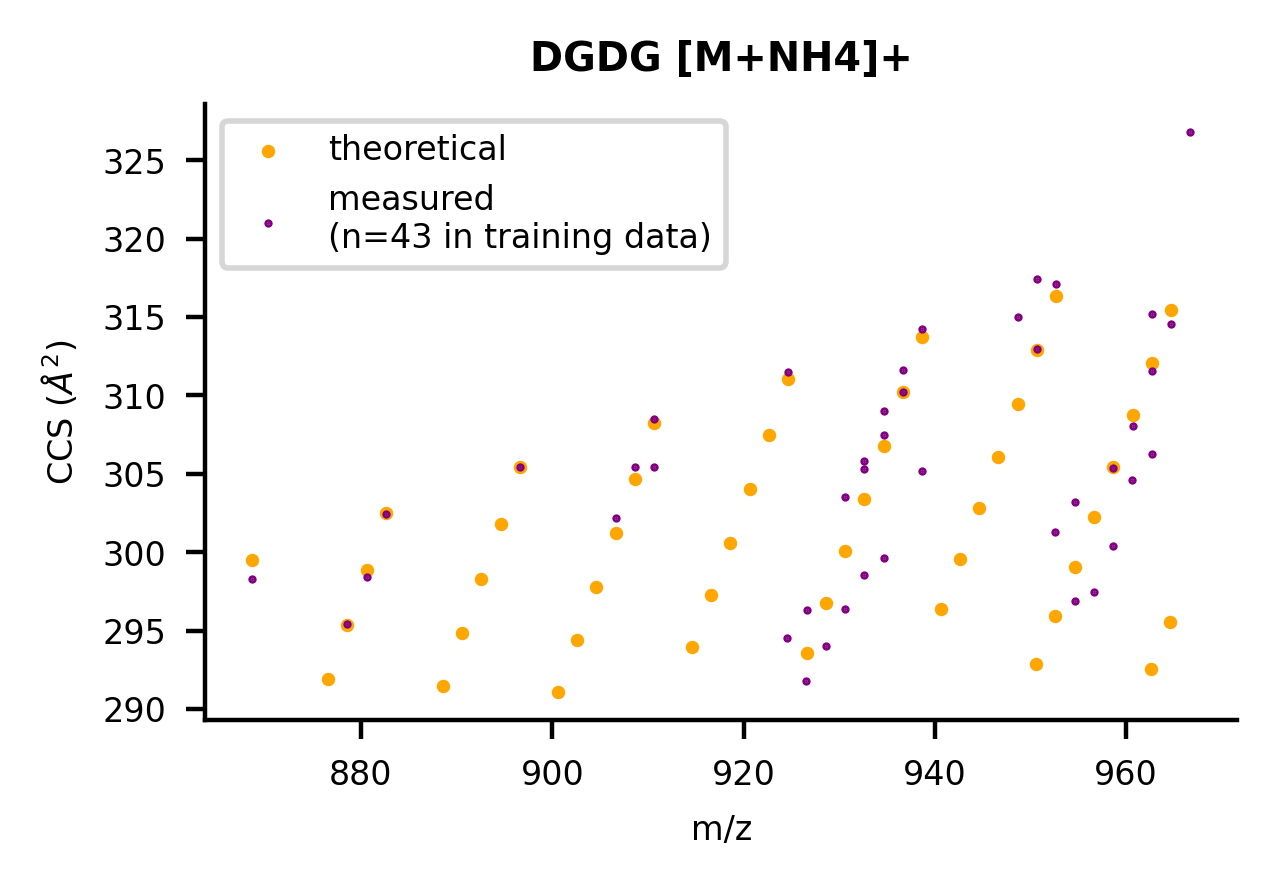 DGDG [M+NH4]+
theoretical
measured
(n=43 in training data)
CCS (Å²)
325
320
315
310
305
300
295
290
880
900
920
940
960
m/z